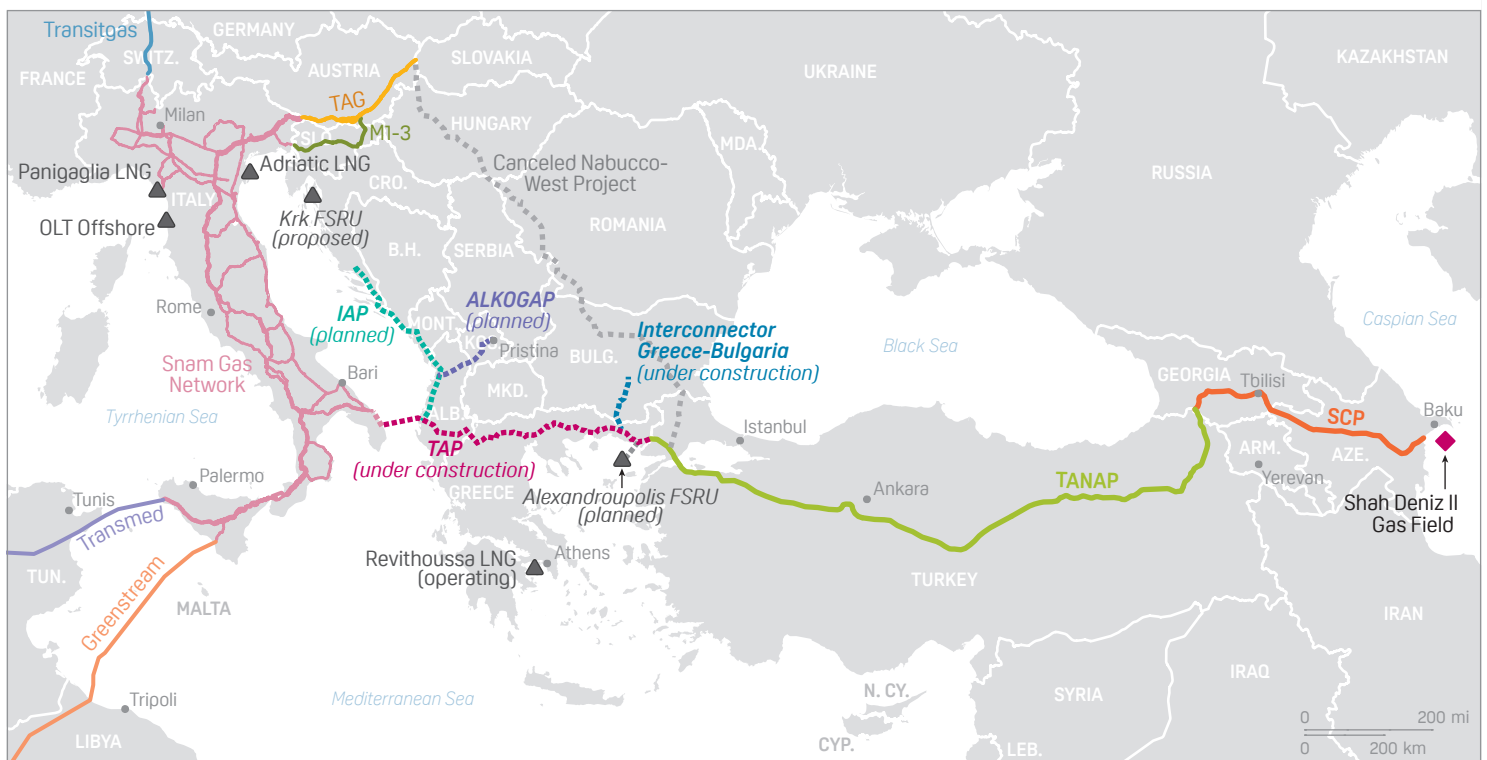 Transitgas
GERMANY
SWITZ.
FRANCE
AUSTRIA
SLOVAKIA
UKRAINE
KAZAKHSTAN
TAG
Milan
SLO.
M1-3
HUNGARY
MDA.
RUSSIA
Panigaglia LNG
Adriatic LNG
Canceled Nabucco-
West Project
ITALY
CRO.
OLT Offshore
Krk FSRU
(proposed)
ROMANIA
B.H.
SERBIA
Rome
IAP
(planned)
ALKOGAP
(planned)
MONT.
KOS.
Pristina
BULG.
Interconnector
Greece-Bulgaria
(under construction)
Black Sea
Caspian Sea
Snam Gas
Network
Bari
MKD.
GEORGIA
Tbilisi
Tyrrhenian Sea
ALB.
SCP
Baku
TAP
(under construction)
Istanbul
ARM.
AZE.
Yerevan
Palermo
GREECE
Alexandroupolis FSRU
(planned)
Ankara
TANAP
Shah Deniz II
Gas Field
Tunis
Transmed
Revithoussa LNG
(operating)
Athens
TUN.
TURKEY
MALTA
Greenstream
IRAN
Tripoli
Mediterranean Sea
N. CY.
SYRIA
IRAQ
LIBYA
CYP.
LEB.
0 200 mi
0 200 km